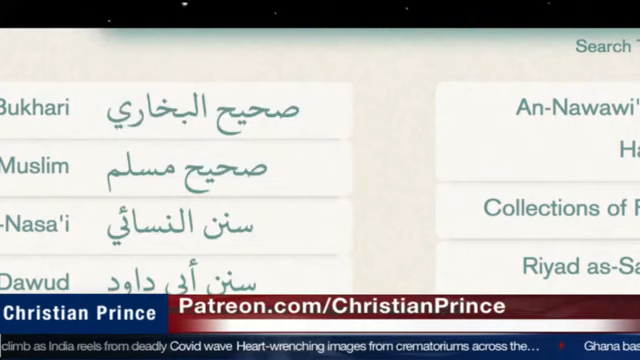 Search
Bukhari صحيح البخاري
Muslim صحيح مسلم
-Nasa'i سنن النسائي
Dawud سنن أبي داود
An-Nawawi'
Collections of
Riyad as-Sa
Christian Prince
Patreon.com/ChristianPrince
climb as India reels from deadly Covid wave Heart-wrenching images from crematoriums across the... Ghana bas